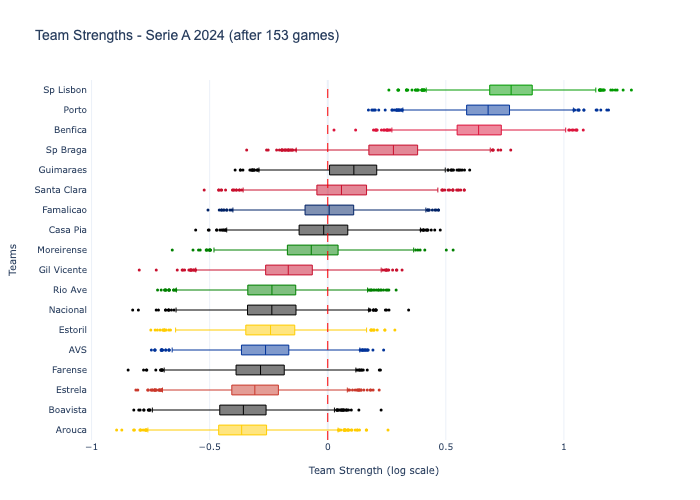 Team Strengths - Serie A 2024 (after 153 games)
Sp Lisbon
Porto
Benfica
Sp Braga
Guimaraes
Santa Clara
Famalicao
Casa Pia
Moreirense
Gil Vicente
Rio Ave
Nacional
Estoril
AVS
Farense
Estrela
Boavista
Arouca
Teams
−1
−0.5
0
0.5
1
Team Strength (log scale)